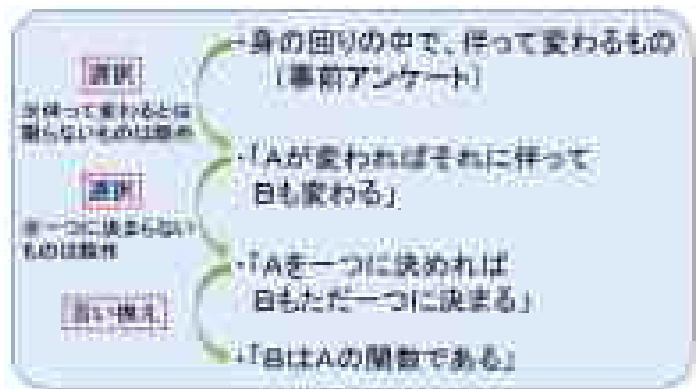 ・身の回りの中で、伴って変わるもの
(事前アンケート)
選択
※伴って変わるとは
限らないものは除外
・「Aが変わればそれに伴って
Bも変わる」
選択
※一つに決まらない
ものは除外
・「Aを一つに決めれば
Bもただ一つに決まる」
言い換え
・「BはAの関数である」